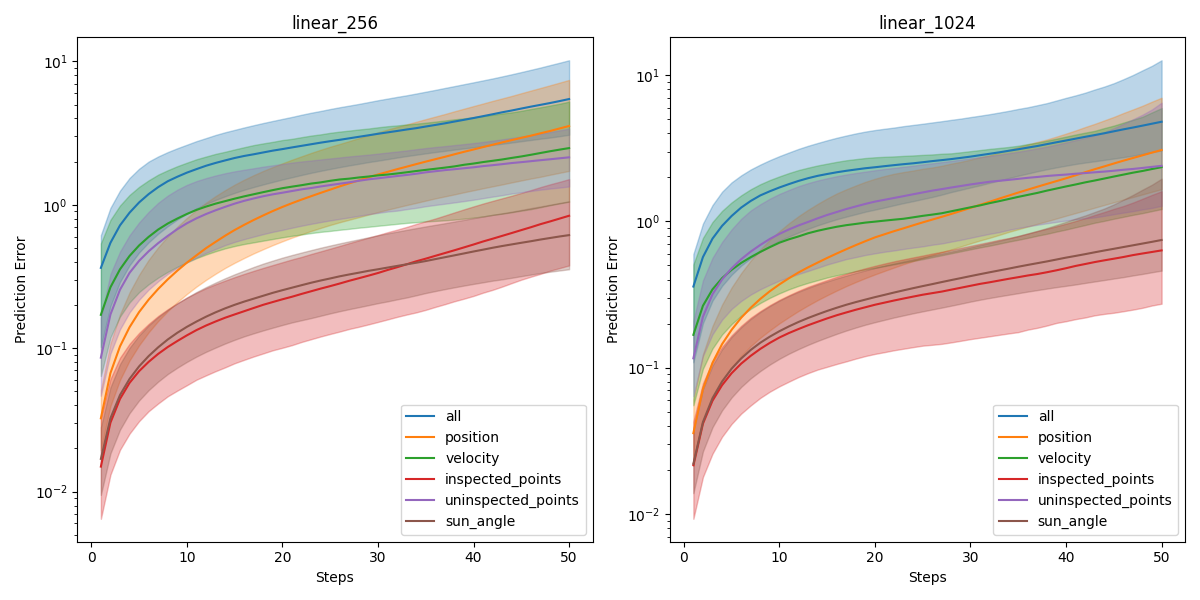 linear_256
Prediction Error
10¹
10⁰
10⁻¹
10⁻²
0 10 20 30 40 50
Steps
all
position
velocity
inspected_points
uninspected_points
sun_angle
linear_1024
Prediction Error
10¹
10⁰
10⁻¹
10⁻²
0 10 20 30 40 50
Steps
all
position
velocity
inspected_points
uninspected_points
sun_angle